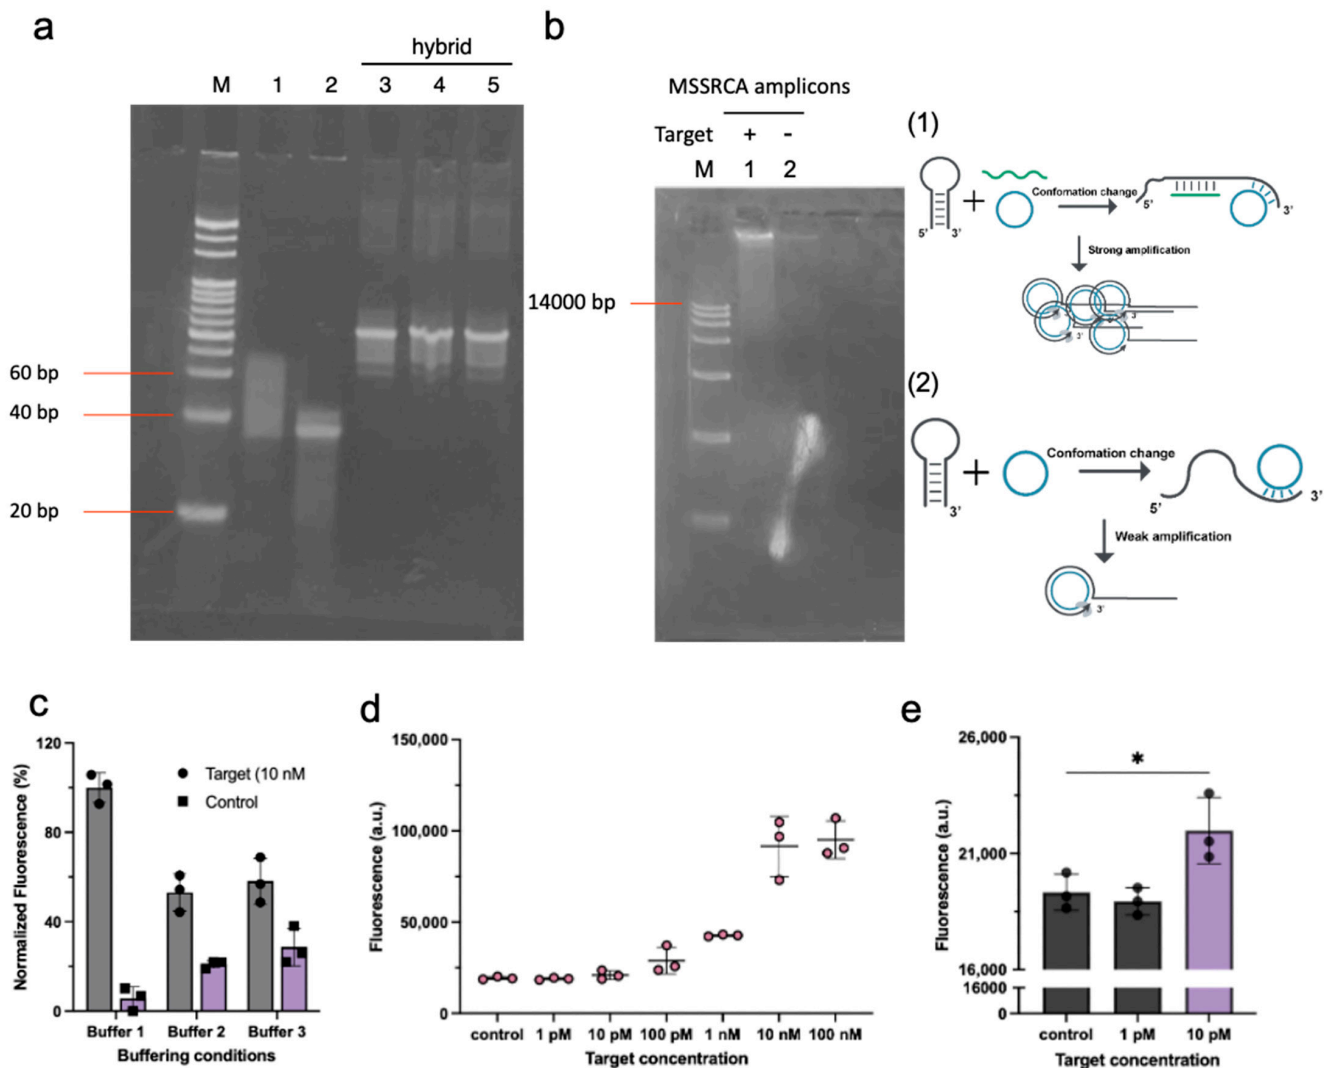 a
hybrid
M 1 2 3 4 5
60 bp
40 bp
20 bp
b
MSSRCA amplicons
Target + -
M 1 2
14000 bp
(1)
Confomation change
5' 3'
5'
3'
Strong amplification
3'
3'
(2)
Confomation change
3'
5'
3'
Weak amplification
3'
c
Normalized Fluorescence (%)
120
80
40
0
Target (10 nM
Control
Buffer 1 Buffer 2 Buffer 3
Buffering conditions
d
Fluorescence (a.u.)
150,000
100,000
50,000
0
control 1 pM 10 pM 100 pM 1 nM 10 nM 100 nM
Target concentration
e
Fluorescence (a.u.)
26,000
21,000
16,000
16000
0
*
control 1 pM 10 pM
Target concentration